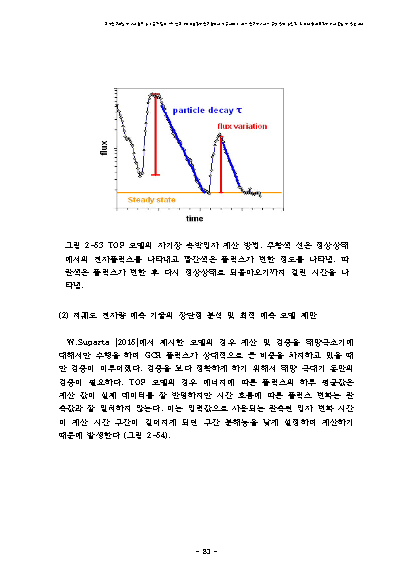 particle decay τ
flux variation
flux
Steady state
time
그림 2-53 TOP 모델의 자기장 속박입자 계산 방법. 주황색 선은 정상상태
에서의 전자플럭스를 나타내고 빨간색은 플럭스가 변한 정도를 나타냄. 파
란색은 플럭스가 변한 후 다시 정상상태로 되돌아오기까지 걸린 시간을 나
타냄.
(2) 저궤도 전자량 예측 기술의 장단점 분석 및 최적 예측 모델 제안
W.Suparta [2015]에서 제시한 모델의 경우 계산 및 검증을 태양극소기에
대해서만 수행을 하여 GCR 플럭스가 상대적으로 큰 비중을 차지하고 있을 때
만 검증이 이루어졌다. 검증을 보다 정확하게 하기 위해서 태양 극대기 동안의
검증이 필요하다. TOP 모델의 경우 에너지에 따른 플럭스의 하루 평균값은
계산 값이 실제 데이터를 잘 반영하지만 시간 흐름에 따른 플럭스 변화는 관
측값과 잘 일치하지 않는다. 이는 입력값으로 사용되는 관측된 입자 변화 시간
이 계산 시간 구간이 길어지게 되면 구간 분해능을 낮게 설정하여 계산하기
때문에 발생한다 (그림 2-54).
- 83 -